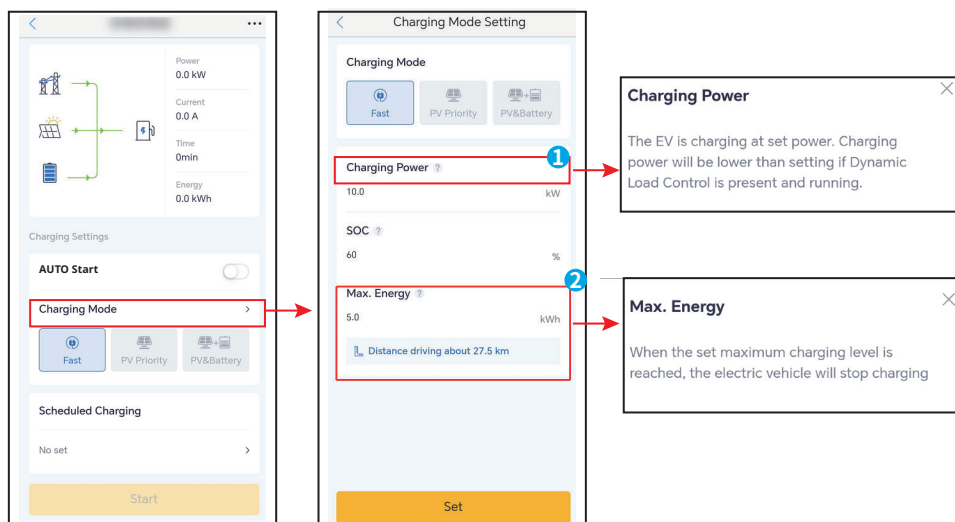 Power
0.0 kW
Current
0.0 A
Time
0min
Energy
0.0 kWh
Charging Settings
AUTO Start
Charging Mode
Fast
PV Priority
PV&Battery
Scheduled Charging
No set
Start
Charging Mode Setting
Charging Mode
Fast
PV Priority
PV&Battery
1
Charging Power ?
10.0 kW
SOC ?
60 %
2
Max. Energy ?
5.0 kWh
Distance driving about 27.5 km
Set
Charging Power
The EV is charging at set power. Charging
power will be lower than setting if Dynamic
Load Control is present and running.
Max. Energy
When the set maximum charging level is
reached, the electric vehicle will stop charging